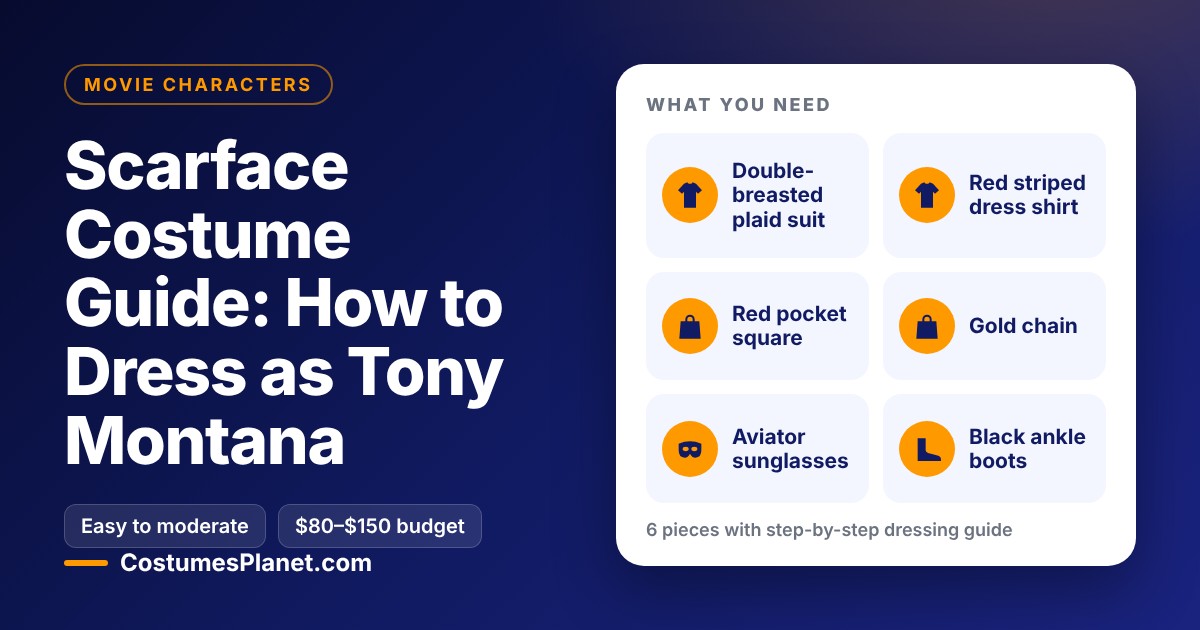 MOVIE CHARACTERS
Scarface
Costume
Guide: How to
Dress as Tony
Montana
Easy to moderate
$80–$150 budget
CostumesPlanet.com
WHAT YOU NEED
Double-
breasted
plaid suit
Red striped
dress shirt
Red pocket
square
Gold chain
Aviator
sunglasses
Black ankle
boots
6 pieces with step-by-step dressing guide